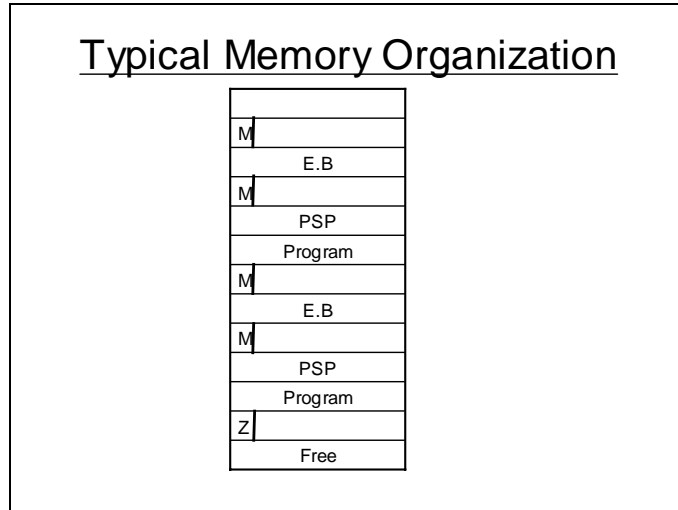 Typical Memory Organization
M
E.B
M
PSP
Program
M
E.B
M
PSP
Program
Z
Free